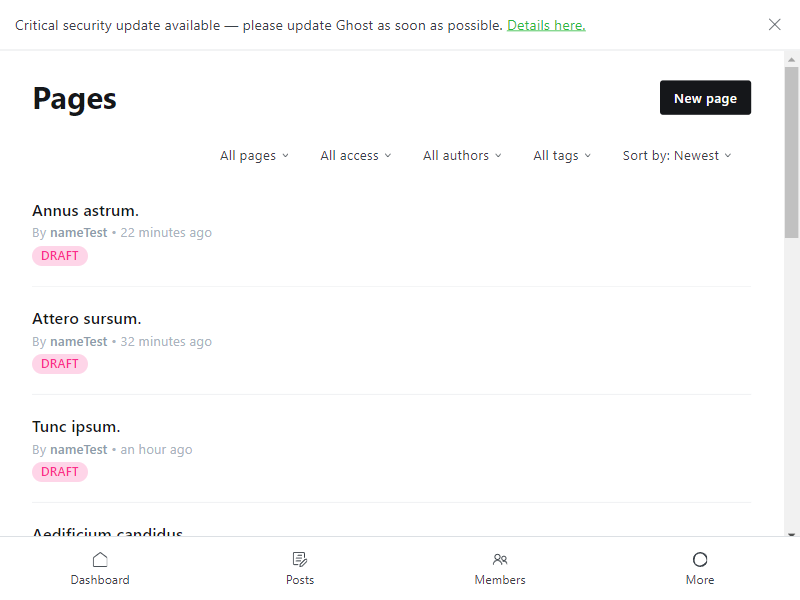 Critical security update available — please update Ghost as soon as possible. Details here.
Pages
New page
All pages
All access
All authors
All tags
Sort by: Newest
Annus astrum.
By nameTest • 22 minutes ago
DRAFT
Attero sursum.
By nameTest • 32 minutes ago
DRAFT
Tunc ipsum.
By nameTest • an hour ago
DRAFT
Aedificium candidus.
Dashboard
Posts
Members
More